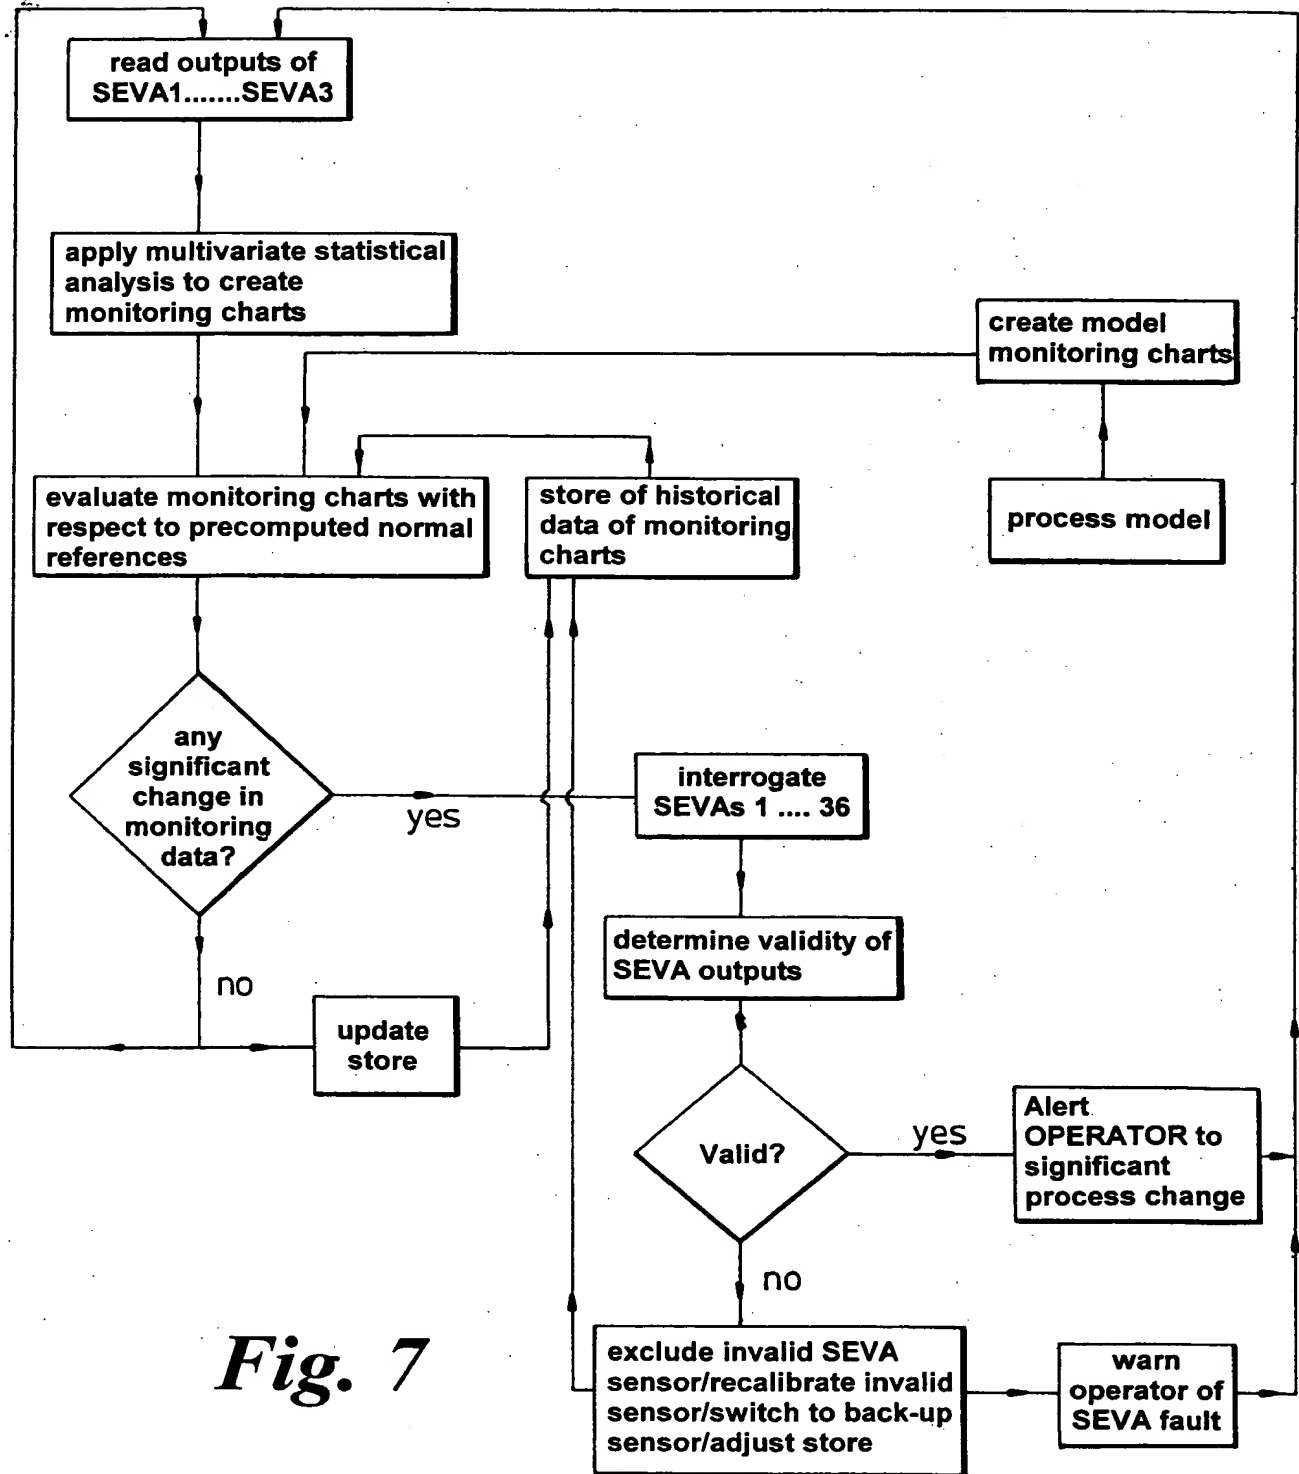 read outputs of
SEVA1.......SEVA3
apply multivariate statistical
analysis to create
monitoring charts
create model
monitoring charts
evaluate monitoring charts with
respect to precomputed normal
references
store of historical
data of monitoring
charts
process model
any
significant
change in
monitoring
data?
yes
interrogate
SEVAs 1 .... 36
determine validity of
SEVA outputs
no
update
store
Valid?
yes
Alert
OPERATOR to
significant
process change
no
exclude invalid SEVA
sensor/recalibrate invalid
sensor/switch to back-up
sensor/adjust store
warn
operator of
SEVA fault
Fig. 7